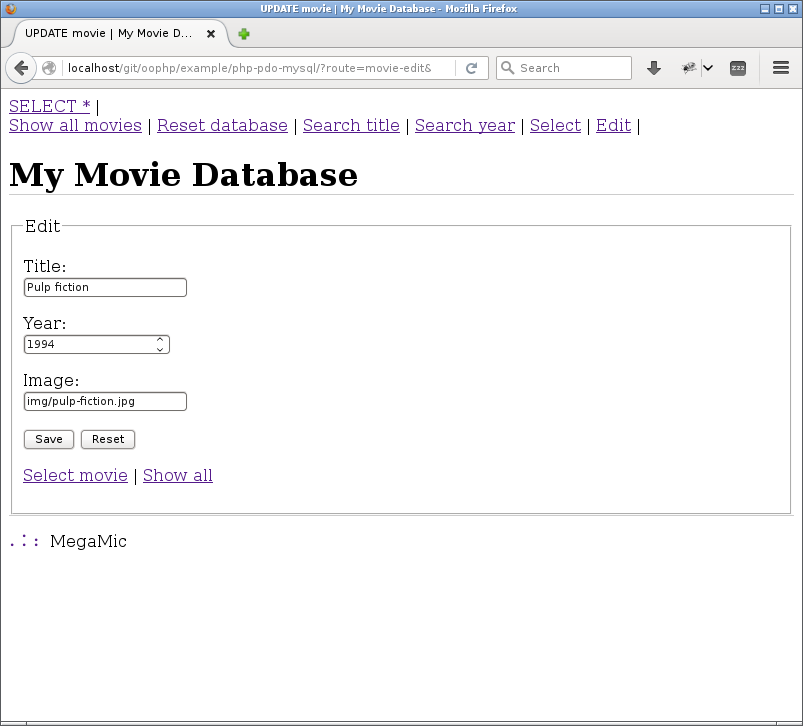 UPDATE movie | My Movie Database - Mozilla Firefox
UPDATE movie | My Movie D...
localhost/git/oophp/example/php-pdo-mysql/?route=movie-edit&
Search
SELECT * |
Show all movies | Reset database | Search title | Search year | Select | Edit |
My Movie Database
Edit
Title:
Pulp fiction
Year:
1994
Image:
img/pulp-fiction.jpg
Save Reset
Select movie | Show all
.:: MegaMic